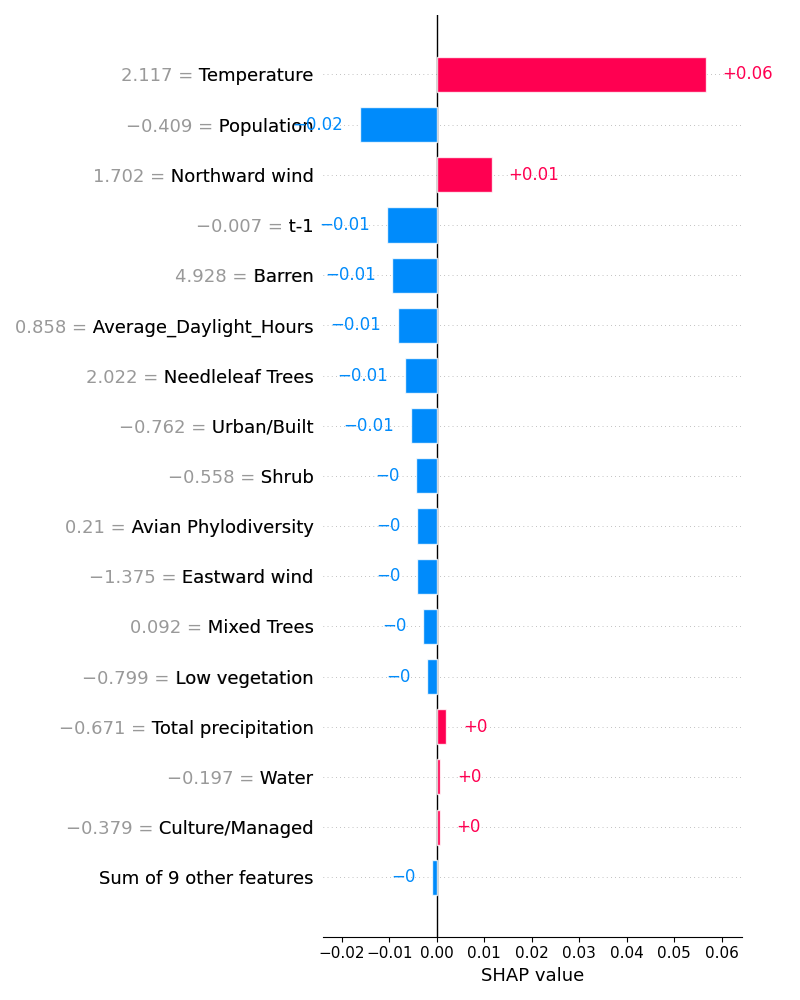 2.117 = Temperature
+0.06
−0.409 = Population
−0.02
1.702 = Northward wind
+0.01
−0.007 = t-1
−0.01
4.928 = Barren
−0.01
0.858 = Average_Daylight_Hours
−0.01
2.022 = Needleleaf Trees
−0.01
−0.762 = Urban/Built
−0.01
−0.558 = Shrub
−0
0.21 = Avian Phylodiversity
−0
−1.375 = Eastward wind
−0
0.092 = Mixed Trees
−0
−0.799 = Low vegetation
−0
−0.671 = Total precipitation
+0
−0.197 = Water
+0
−0.379 = Culture/Managed
+0
Sum of 9 other features
−0
−0.02 −0.01 0.00 0.01 0.02 0.03 0.04 0.05 0.06
SHAP value